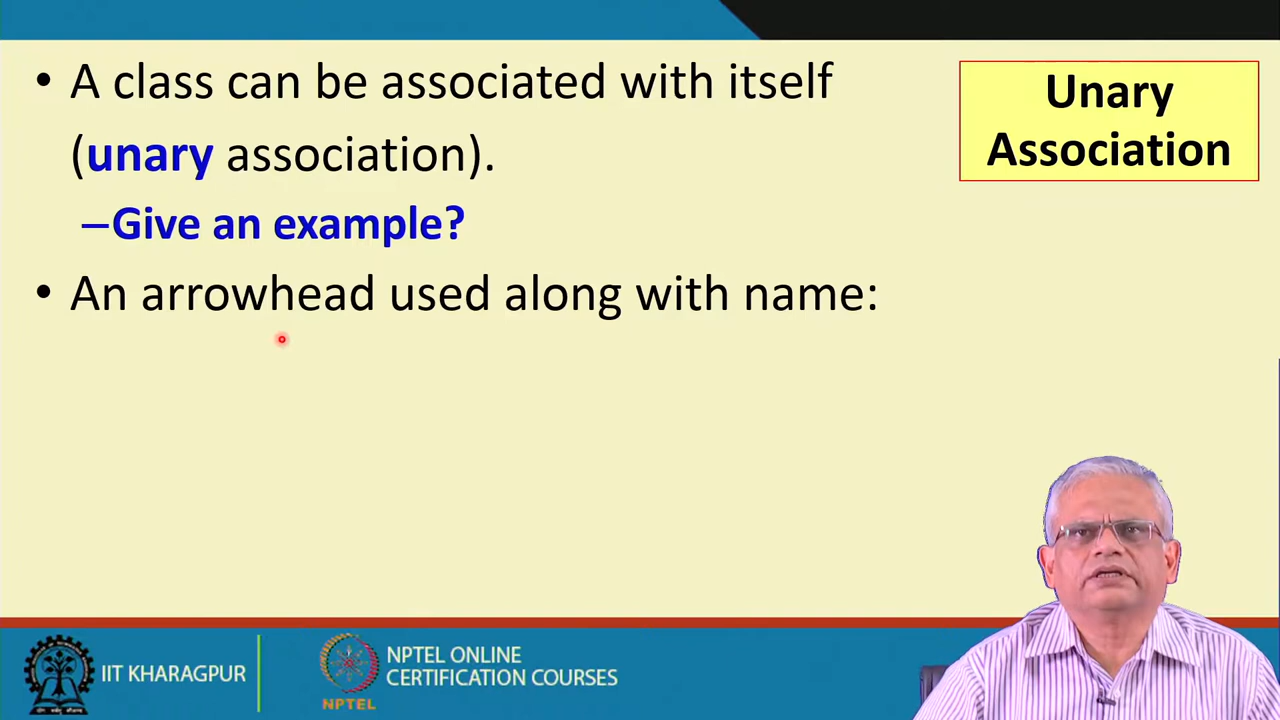 • A class can be associated with itself
(unary association).
–Give an example?
• An arrowhead used along with name:
Unary
Association
IIT KHARAGPUR
NPTEL
NPTEL ONLINE
CERTIFICATION COURSES